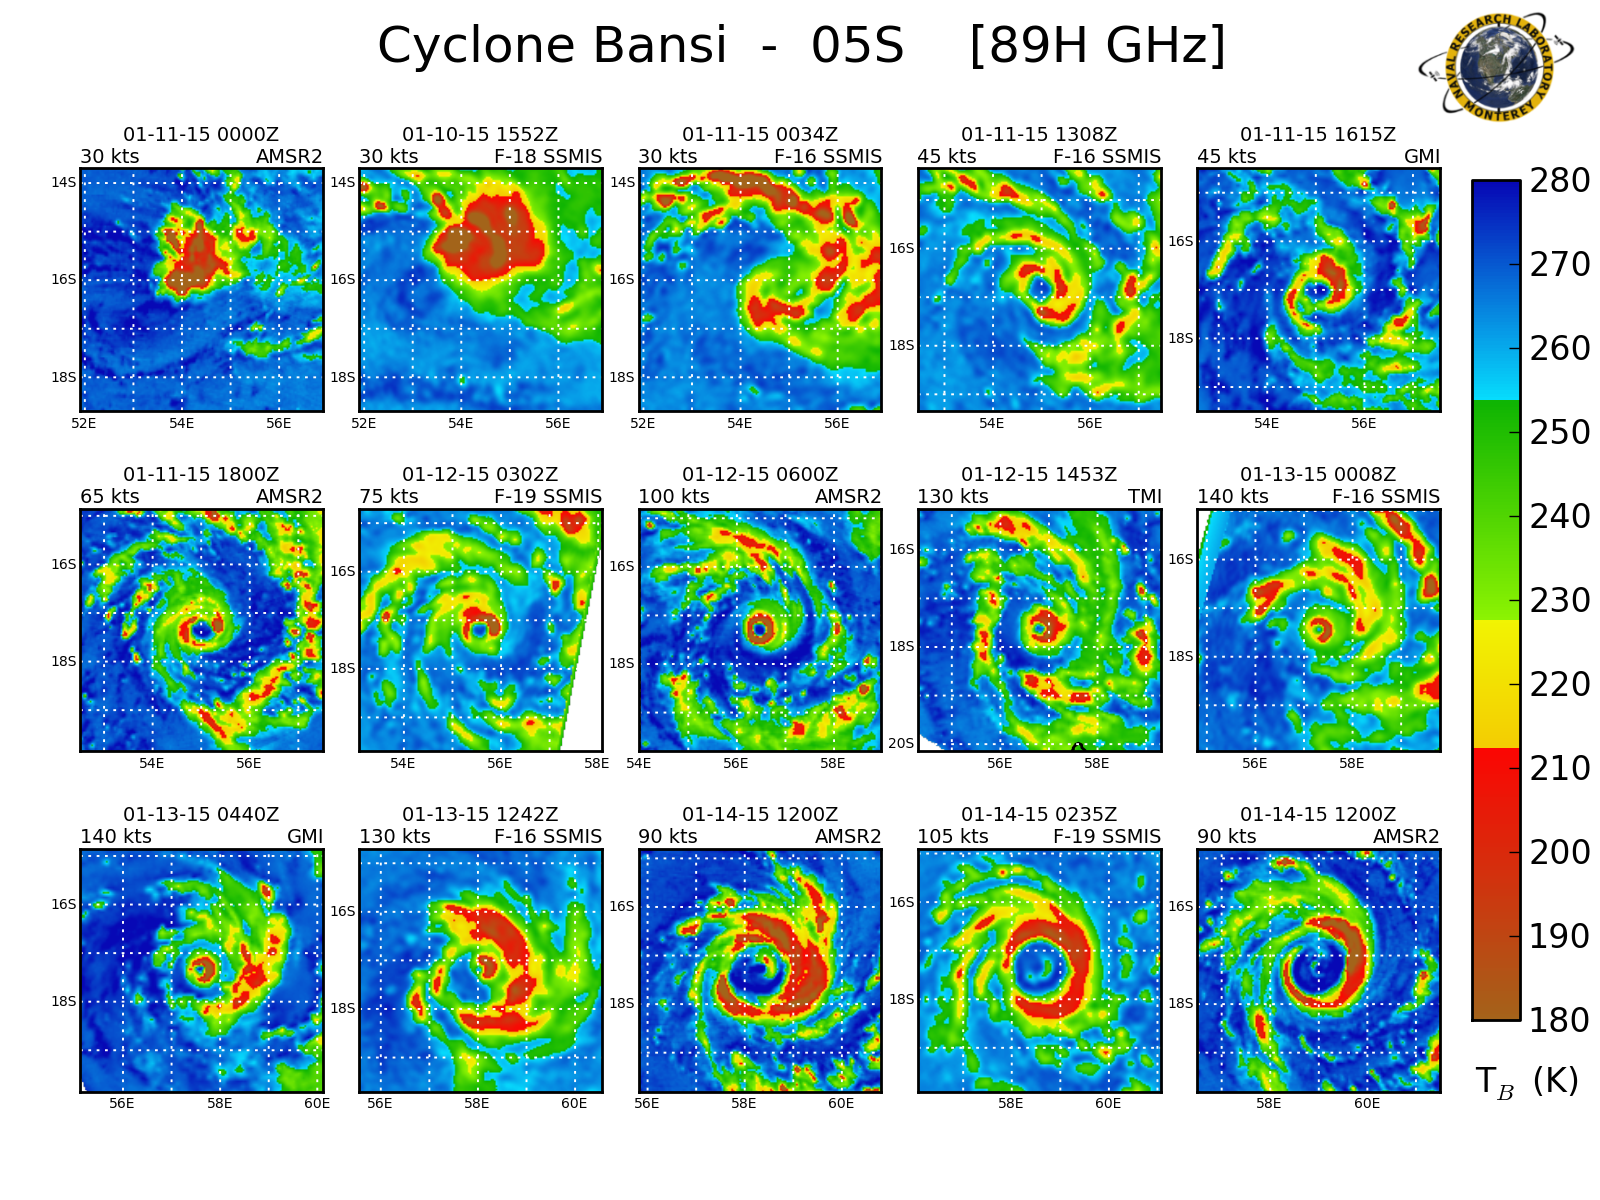 Cyclone Bansi - 05S [89H GHz]
NAVAL RESEARCH LABORATORY
MONTEREY
01-11-15 0000Z 01-10-15 1552Z 01-11-15 0034Z 01-11-15 1308Z 01-11-15 1615Z
30 kts AMSR2 30 kts F-18 SSMIS 30 kts F-16 SSMIS 45 kts F-16 SSMIS 45 kts GMI
14S 14S 14S
16S 16S
16S 16S 16S
18S 18S
18S 18S 18S
52E 54E 56E 52E 54E 56E 52E 54E 56E 54E 56E 54E 56E
01-11-15 1800Z 01-12-15 0302Z 01-12-15 0600Z 01-12-15 1453Z 01-13-15 0008Z
65 kts AMSR2 75 kts F-19 SSMIS 100 kts AMSR2 130 kts TMI 140 kts F-16 SSMIS
16S 16S 16S 16S 16S
18S 18S 18S 18S 18S
20S
54E 56E 54E 56E 58E 54E 56E 58E 56E 58E 56E 58E
01-13-15 0440Z 01-13-15 1242Z 01-14-15 1200Z 01-14-15 0235Z 01-14-15 1200Z
140 kts GMI 130 kts F-16 SSMIS 90 kts AMSR2 105 kts F-19 SSMIS 90 kts AMSR2
16S 16S 16S 16S 16S
18S 18S 18S 18S 18S
56E 58E 60E 56E 58E 60E 56E 58E 60E 58E 60E 58E 60E
280
270
260
250
240
230
220
210
200
190
180
T_B (K)